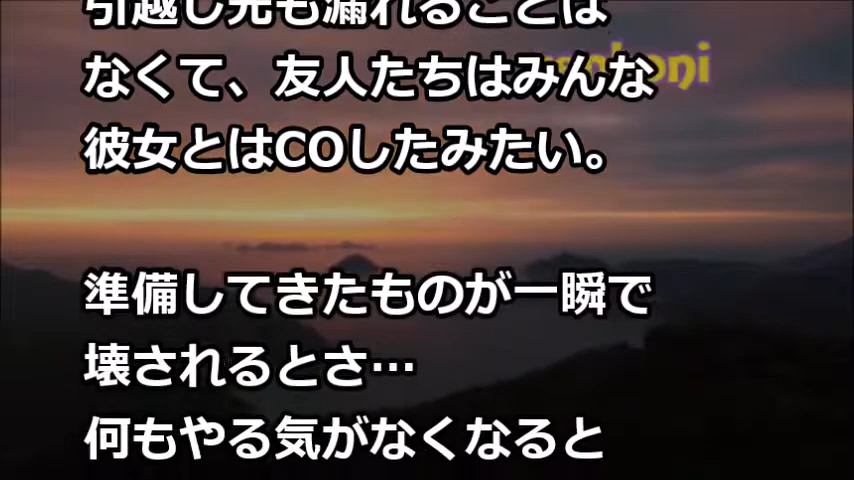 引越し先も漏れることは
なくて、友人たちはみんな
彼女とはCOしたみたい。
準備してきたものが一瞬で
壊されるとさ…
何もやる気がなくなると